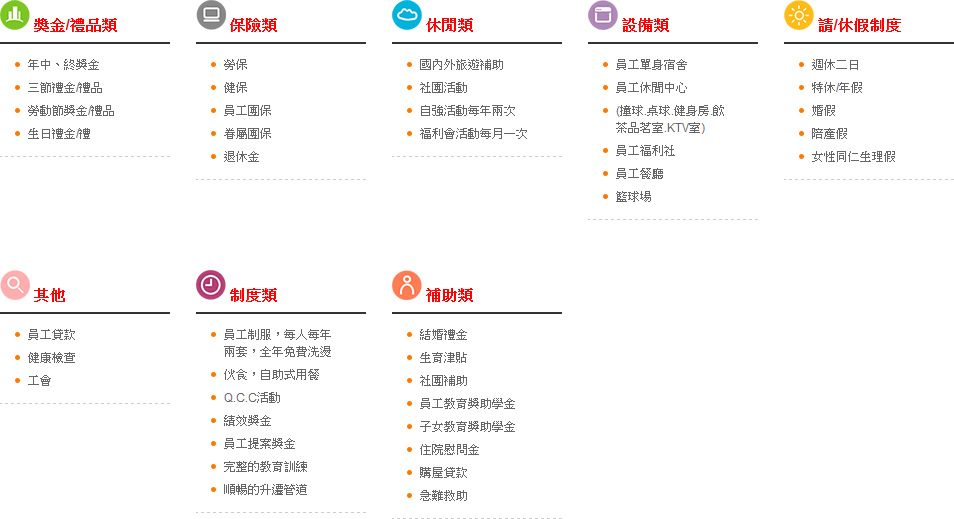 獎金/禮品類
年中、終獎金
三節禮金/禮品
勞動節獎金/禮品
生日禮金/禮
保險類
勞保
健保
員工團保
眷屬團保
退休金
休閒類
國內外旅遊補助
社團活動
自強活動每年兩次
福利會活動每月一次
設備類
員工單身宿舍
員工休閒中心
(撞球.桌球.健身房.飲
茶品茗室.KTV室)
員工福利社
員工餐廳
籃球場
請/休假制度
週休二日
特休/年假
婚假
陪產假
女性同仁生理假
其他
員工貸款
健康檢查
工會
制度類
員工制服，每人每年
兩套，全年免費洗燙
伙食，自助式用餐
Q.C.C活動
績效獎金
員工提案獎金
完整的教育訓練
順暢的升遷管道
補助類
結婚禮金
生育津貼
社團補助
員工教育獎助學金
子女教育獎助學金
住院慰問金
購屋貸款
急難救助